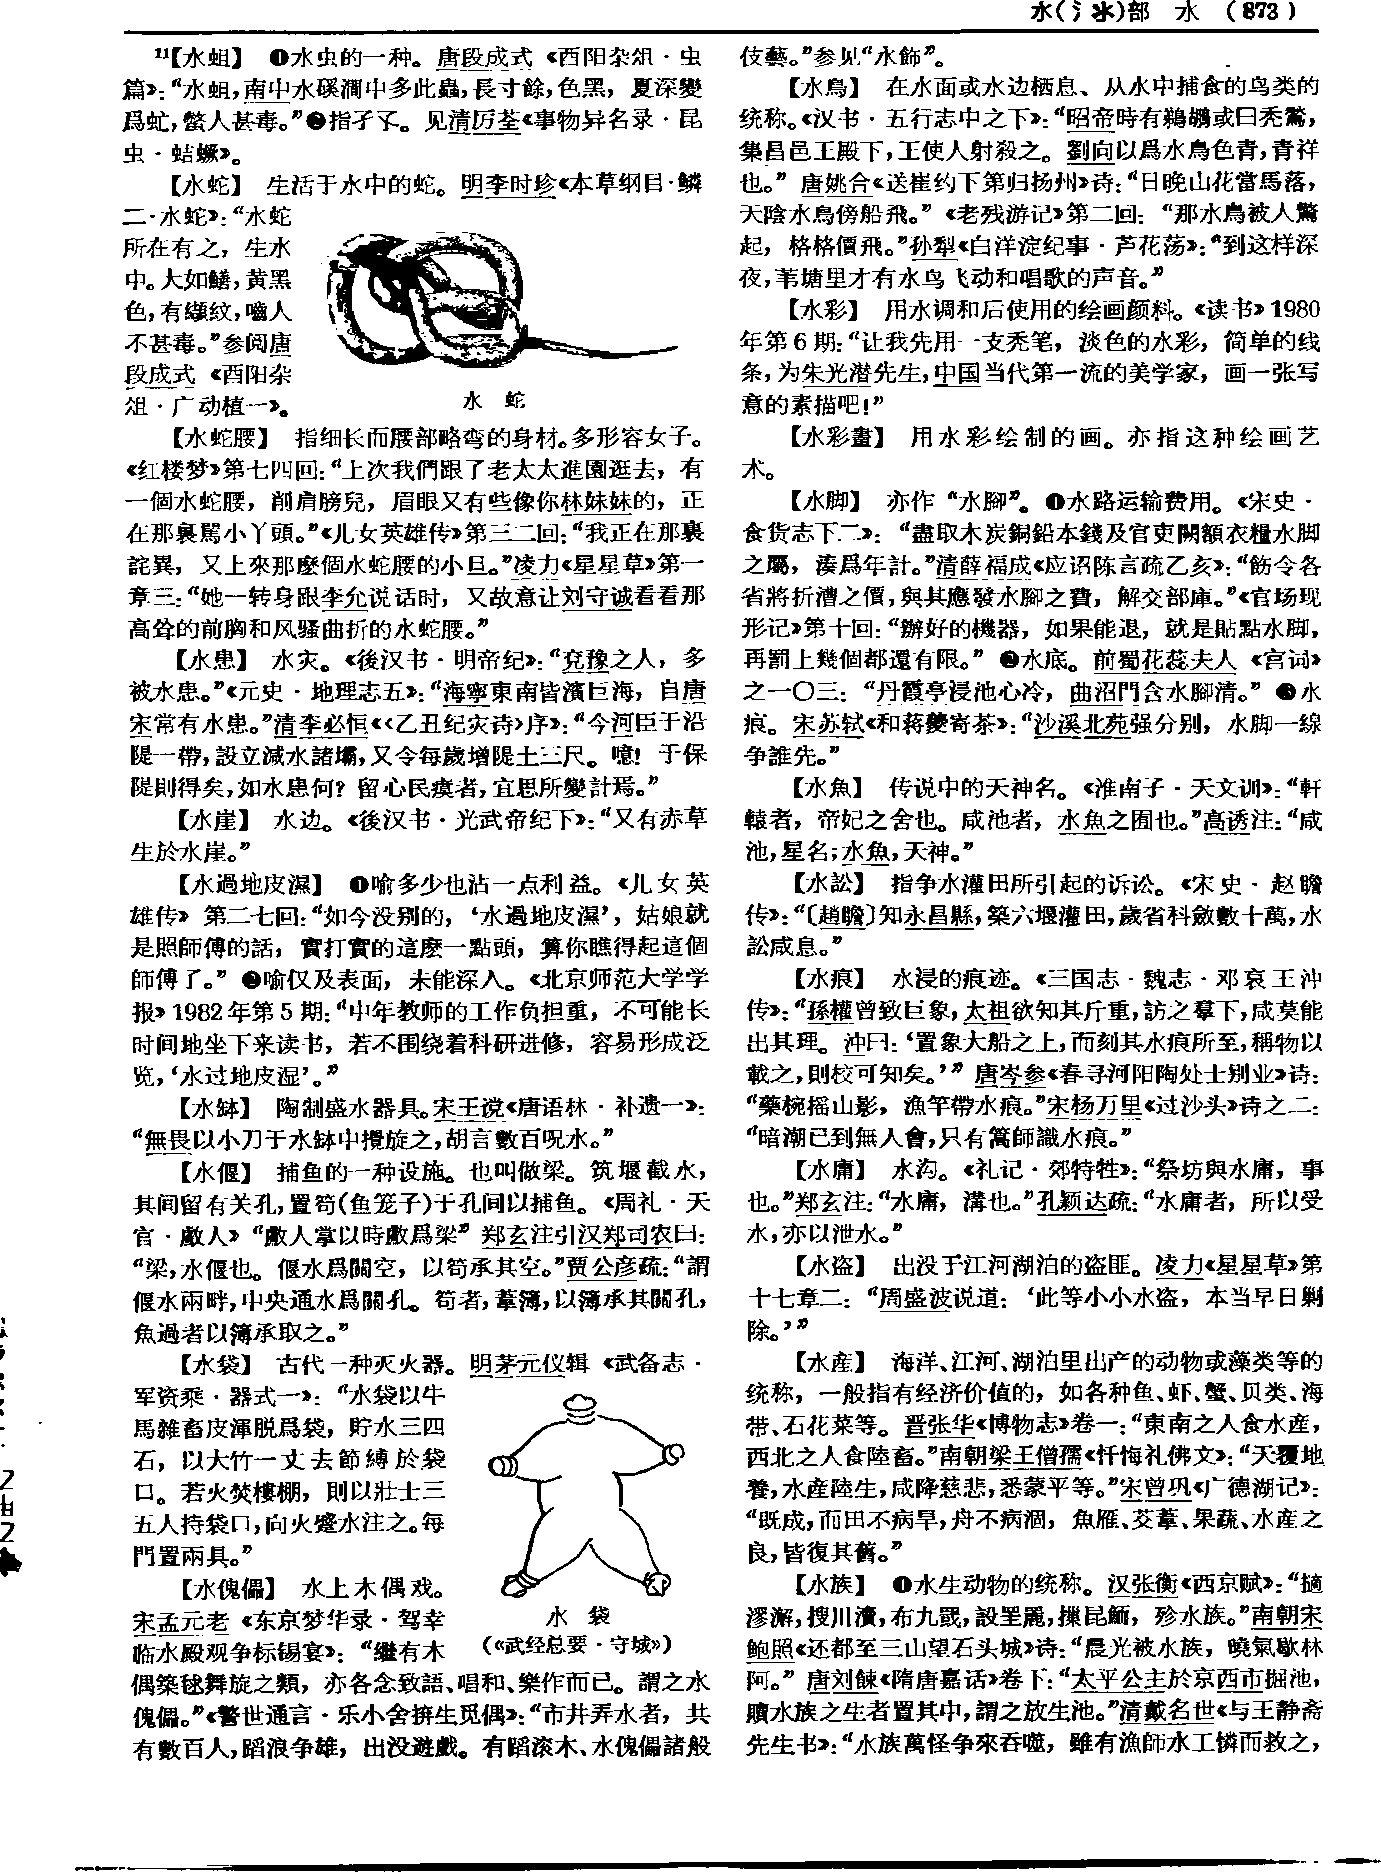 水(氵氺)部　水　(873)
11【水蛆】　❶水虫的一种。唐段成式《酉阳杂俎·虫
篇》：“水蛆，南中水磎澗中多此蟲，長寸餘，色黑，夏深變
爲虻，螫人甚毒。”❷指孑孓。见清厉荃《事物异名录·昆
虫·蛣蟩》。
【水蛇】　生活于水中的蛇。明李时珍《本草纲目·鳞
二·水蛇》：“水蛇
所在有之，生水
中。大如鱔，黄黑
色，有纈紋，嚙人
不甚毒。”参阅唐
段成式《酉阳杂
俎·广动植一》。
水　蛇
【水蛇腰】　指细长而腰部略弯的身材。多形容女子。
《红楼梦》第七四回：“上次我們跟了老太太進園逛去，有
一個水蛇腰，削肩膀兒，眉眼又有些像你林妹妹的，正
在那裏駡小丫頭。”《儿女英雄传》第三二回：“我正在那裏
詫異，又上來那麽個水蛇腰的小旦。”凌力《星星草》第一
章三：“她一转身跟李允说话时，又故意让刘守诚看看那
高耸的前胸和风骚曲折的水蛇腰。”
【水患】　水灾。《後汉书·明帝纪》：“兗豫之人，多
被水患。”《元史·地理志五》：“海寧東南皆濱巨海，自唐
宋常有水患。”清李必恒《〈乙丑纪灾诗〉序》：“今河臣于沿
隄一帶，設立減水諸壩，又令每歲增隄土三尺。噫！于保
隄則得矣，如水患何？留心民瘼者，宜思所變計焉。”
【水崖】　水边。《後汉书·光武帝纪下》：“又有赤草
生於水崖。”
【水過地皮濕】　❶喻多少也沾一点利益。《儿女英
雄传》第二七回：“如今没别的，‘水過地皮濕’，姑娘就
是照師傅的話，實打實的這麽一點頭，算你瞧得起這個
師傅了。”❷喻仅及表面，未能深入。《北京师范大学学
报》1982年第5期：“中年教师的工作负担重，不可能长
时间地坐下来读书，若不围绕着科研进修，容易形成泛
览，‘水过地皮湿’。”
【水鉢】　陶制盛水器具。宋王谠《唐语林·补遗一》：
“無畏以小刀于水鉢中攪旋之，胡言數百呪水。”
【水偃】　捕鱼的一种设施。也叫做梁。筑堰截水，
其间留有关孔，置笱(鱼笼子)于孔间以捕鱼。《周礼·天
官·䱷人》“䱷人掌以時䱷爲梁”郑玄注引汉郑司农曰：
“梁，水偃也。偃水爲關空，以笱承其空。”贾公彦疏：“謂
偃水兩畔，中央通水爲關孔。笱者，葦簿，以簿承其關孔，
魚過者以簿承取之。”
【水袋】　古代一种灭火器。明茅元仪辑《武备志·
军资乘·器式一》：“水袋以牛
馬雜畜皮渾脱爲袋，貯水三四
石，以大竹一丈去節縛於袋
口。若火焚樓棚，則以壯士三
五人持袋口，向火蹙水注之。每
門置兩具。”
水　袋
(《武经总要·守城》)
【水傀儡】　水上木偶戏。
宋孟元老《东京梦华录·驾幸
临水殿观争标锡宴》：“繼有木
偶築毬舞旋之類，亦各念致語、唱和、樂作而已。謂之水
傀儡。”《警世通言·乐小舍拚生觅偶》：“市井弄水者，共
有數百人，蹈浪争雄，出没遊戲。有蹈滚木、水傀儡諸般
伎藝。”参见“水飾”。
【水鳥】　在水面或水边栖息、从水中捕食的鸟类的
统称。《汉书·五行志中之下》：“昭帝時有鵜鶘或曰禿鶖，
集昌邑王殿下，王使人射殺之。劉向以爲水鳥色青，青祥
也。”唐姚合《送崔约下第归扬州》诗：“日晚山花當馬落，
天陰水鳥傍船飛。”《老残游记》第二回：“那水鳥被人驚
起，格格價飛。”孙犁《白洋淀纪事·芦花荡》：“到这样深
夜，苇塘里才有水鸟飞动和唱歌的声音。”
【水彩】　用水调和后使用的绘画颜料。《读书》1980
年第6期：“让我先用一支秃笔，淡色的水彩，简单的线
条，为朱光潜先生，中国当代第一流的美学家，画一张写
意的素描吧！”
【水彩畫】　用水彩绘制的画。亦指这种绘画艺
术。
【水脚】　亦作“水腳”。❶水路运输费用。《宋史·
食货志下二》：“盡取木炭銅鉛本錢及官吏闕額衣糧水脚
之屬，湊爲年計。”清薛福成《应诏陈言疏乙亥》：“飭令各
省將折漕之價，與其應發水腳之費，解交部庫。”《官场现
形记》第十回：“辦好的機器，如果能退，就是貼點水脚，
再罰上幾個都還有限。”❷水底。前蜀花蕊夫人《宫词》
之一〇三：“丹霞亭浸池心冷，曲沼門含水腳清。”❸水
痕。宋苏轼《和蒋夔寄茶》：“沙溪北苑强分别，水脚一線
争誰先。”
【水魚】　传说中的天神名。《淮南子·天文训》：“軒
轅者，帝妃之舍也。咸池者，水魚之囿也。”高诱注：“咸
池，星名；水魚，天神。”
【水訟】　指争水灌田所引起的诉讼。《宋史·赵瞻
传》：“〔趙瞻〕知永昌縣，築六堰灌田，歲省科斂數十萬，水
訟咸息。”
【水痕】　水浸的痕迹。《三国志·魏志·邓哀王冲
传》：“孫權曾致巨象，太祖欲知其斤重，訪之羣下，咸莫能
出其理。沖曰：‘置象大船之上，而刻其水痕所至，稱物以
載之，則校可知矣。’”唐岑参《春寻河阳陶处士别业》诗：
“藥椀摇山影，漁竿帶水痕。”宋杨万里《过沙头》诗之二：
“暗潮已到無人會，只有篙師識水痕。”
【水庸】　水沟。《礼记·郊特牲》：“祭坊與水庸，事
也。”郑玄注：“水庸，溝也。”孔颖达疏：“水庸者，所以受
水，亦以泄水。”
【水盗】　出没于江河湖泊的盗匪。凌力《星星草》第
十七章二：“周盛波说道：‘此等小小水盗，本当早日剿
除。’”
【水産】　海洋、江河、湖泊里出产的动物或藻类等的
统称，一般指有经济价值的，如各种鱼、虾、蟹、贝类、海
带、石花菜等。晋张华《博物志》卷一：“東南之人食水産，
西北之人食陸畜。”南朝梁王僧孺《忏悔礼佛文》：“天覆地
養，水産陸生，咸降慈悲，悉蒙平等。”宋曾巩《广德湖记》：
“既成，而田不病旱，舟不病涸，魚雁、茭葦、果蔬、水産之
良，皆復其舊。”
【水族】　❶水生动物的统称。汉张衡《西京赋》：“摘
漻澥，搜川瀆，布九罭，設罜䍡，摷昆鮞，殄水族。”南朝宋
鲍照《还都至三山望石头城》诗：“晨光被水族，曉氣歇林
阿。”唐刘餗《隋唐嘉话》卷下：“太平公主於京西市掘池，
贖水族之生者置其中，謂之放生池。”清戴名世《与王静斋
先生书》：“水族萬怪争來吞噬，雖有漁師水工憐而救之，